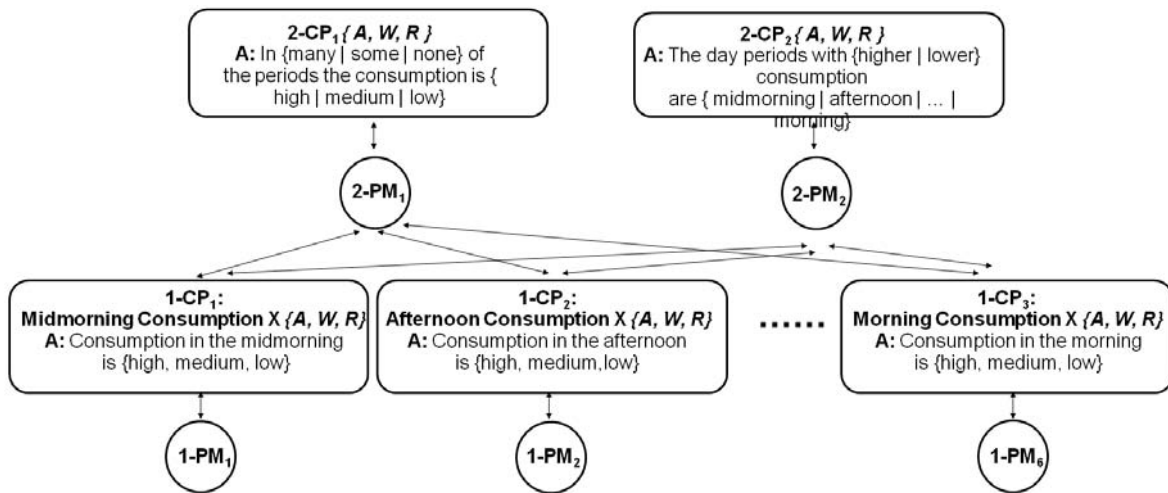 2-CP₁{ A, W, R }
A: In {many | some | none} of
the periods the consumption is {
high | medium | low}
2-CP₂{ A, W, R }
A: The day periods with {higher | lower}
consumption
are { midmorning | afternoon | ... |
morning}
2-PM₁
2-PM₂
1-CP₁:
Midmorning Consumption X { A, W, R}
A: Consumption in the midmorning
is {high, medium, low}
1-CP₂:
Afternoon Consumption X { A, W, R}
A: Consumption in the afternoon
is {high, medium,low}
......
1-CP₃:
Morning Consumption X {A, W, R}
A: Consumption in the morning
is {high, medium, low}
1-PM₁
1-PM₂
1-PM₆